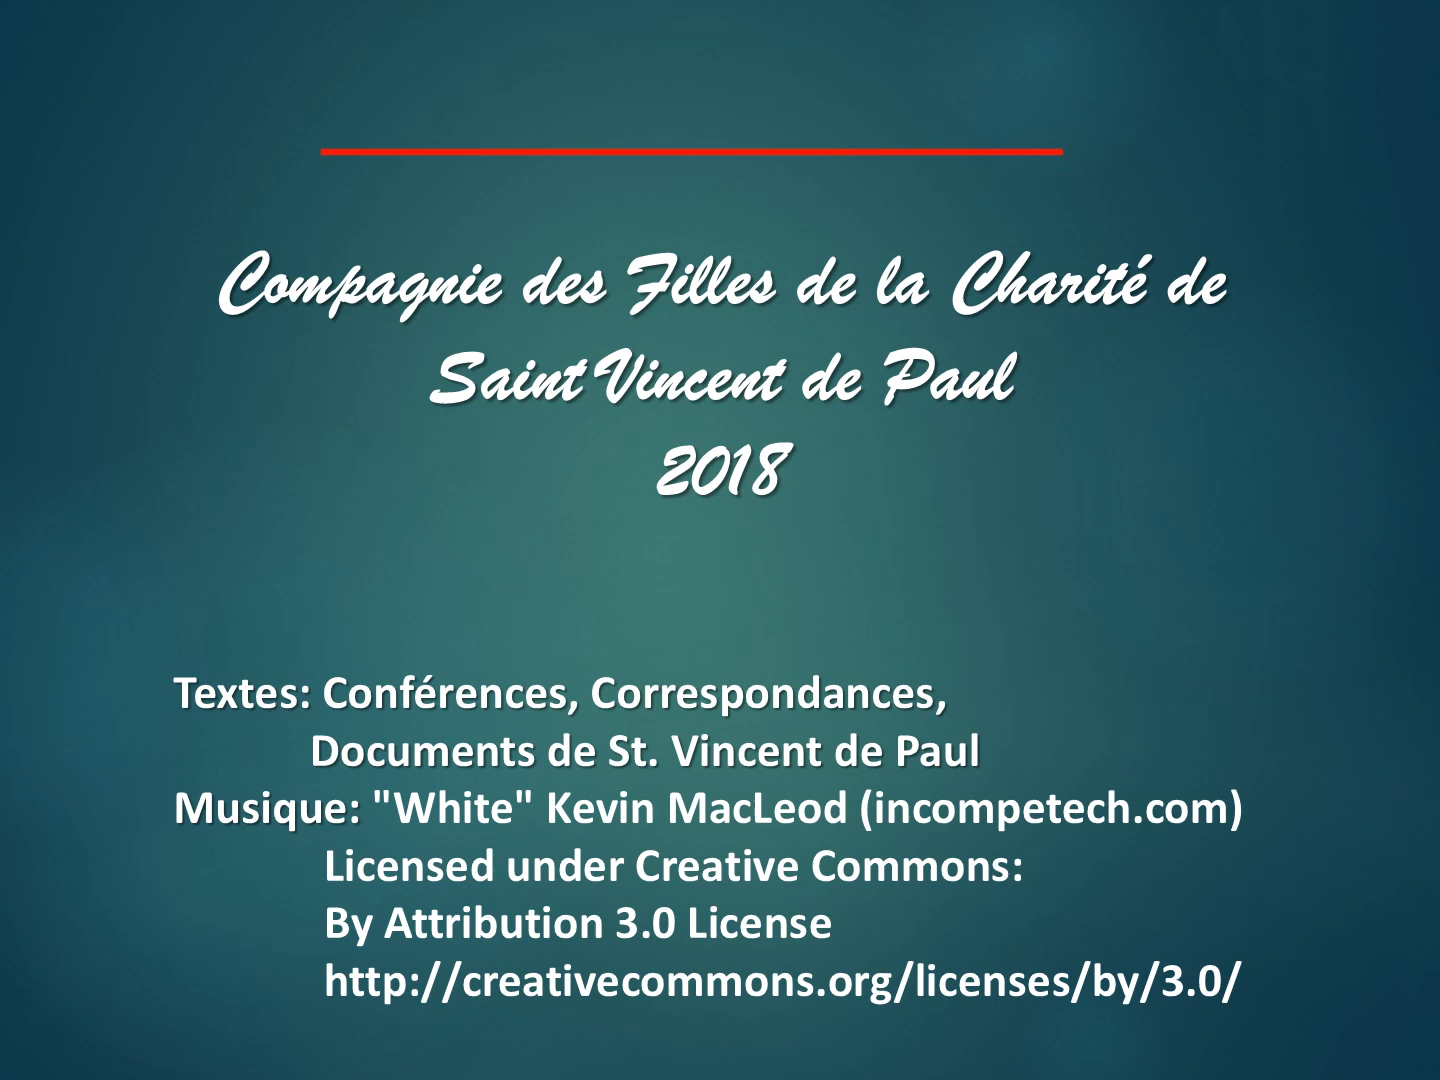 Compagnie des Filles de la Charité de
Saint Vincent de Paul
2018
Textes: Conférences, Correspondances,
Documents de St. Vincent de Paul
Musique: "White" Kevin MacLeod (incompetech.com)
Licensed under Creative Commons:
By Attribution 3.0 License
http://creativecommons.org/licenses/by/3.0/